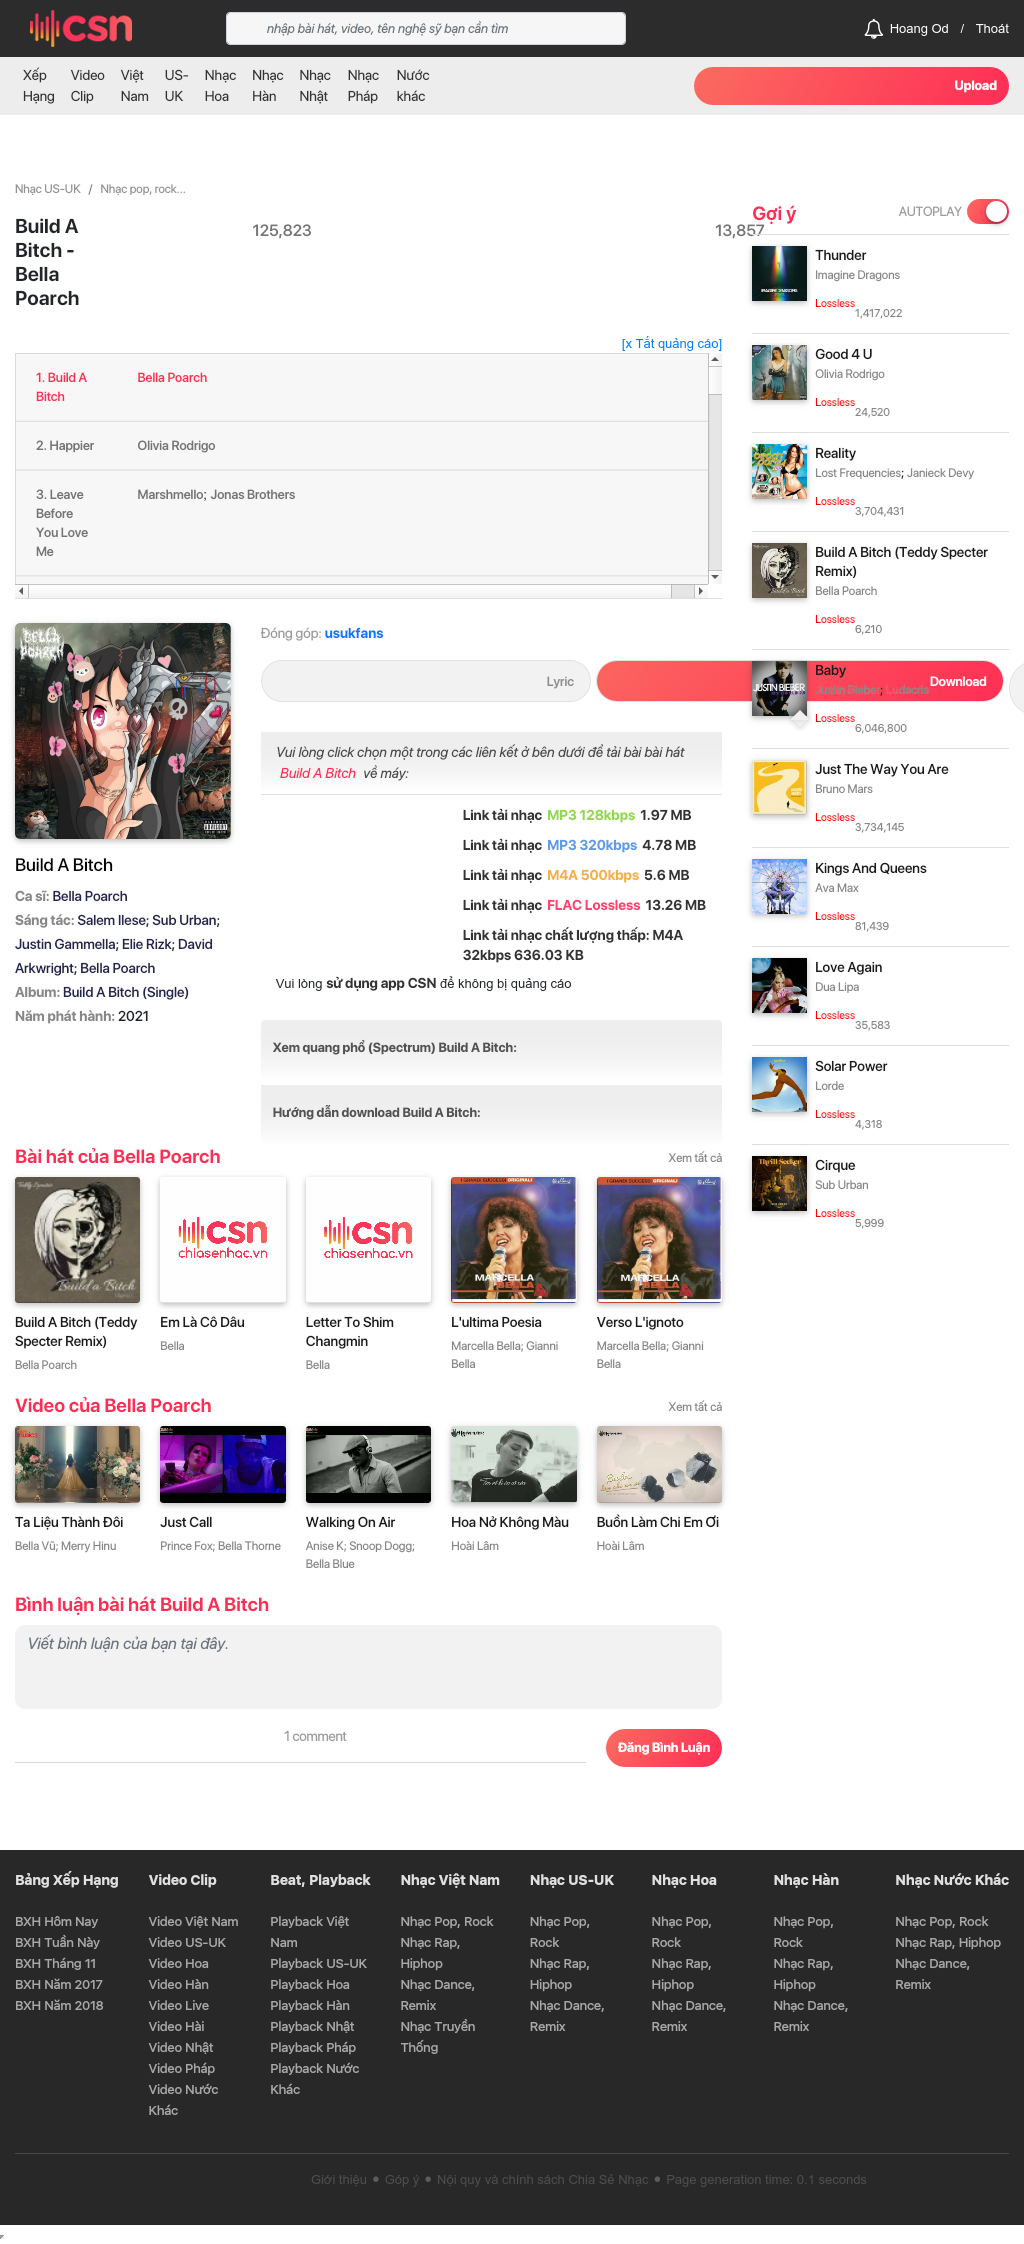 csn
nhập bài hát, video, tên nghệ sỹ bạn cần tìm
Hoang Od / Thoát
Xếp Hạng
Video Clip
Việt Nam
US-UK
Nhạc Hoa
Nhạc Hàn
Nhạc Nhật
Nhạc Pháp
Nước khác
Upload
Nhạc US-UK / Nhạc pop, rock...
Build A
Bitch -
Bella
Poarch
125,823
13,857
[x Tắt quảng cáo]
1. Build A
Bitch
Bella Poarch
2. Happier
Olivia Rodrigo
3. Leave
Before
You Love
Me
Marshmello; Jonas Brothers
BELLA
POARCH
Build A Bitch
Ca sĩ: Bella Poarch
Sáng tác: Salem Ilese; Sub Urban;
Justin Gammella; Elie Rizk; David
Arkwright; Bella Poarch
Album: Build A Bitch (Single)
Năm phát hành: 2021
Đóng góp: usukfans
Lyric
Download
Vui lòng click chọn một trong các liên kết ở bên dưới để tải bài bài hát
Build A Bitch về máy:
Link tải nhạc MP3 128kbps 1.97 MB
Link tải nhạc MP3 320kbps 4.78 MB
Link tải nhạc M4A 500kbps 5.6 MB
Link tải nhạc FLAC Lossless 13.26 MB
Link tải nhạc chất lượng thấp: M4A
32kbps 636.03 KB
Vui lòng sử dụng app CSN để không bị quảng cáo
Xem quang phổ (Spectrum) Build A Bitch:
Hướng dẫn download Build A Bitch:
Bài hát của Bella Poarch
Xem tất cả
Build a Bitch
csn
chiasenhac.vn
csn
chiasenhac.vn
I GRANDI SUCCESSI ORIGINALI
MARCELLA
BELLA
I GRANDI SUCCESSI ORIGINALI
MARCELLA
BELLA
Build A Bitch (Teddy
Specter Remix)
Bella Poarch
Em Là Cô Dâu
Bella
Letter To Shim
Changmin
Bella
L'ultima Poesia
Marcella Bella; Gianni
Bella
Verso L'ignoto
Marcella Bella; Gianni
Bella
Video của Bella Poarch
Xem tất cả
Ta Liệu Thành Đôi
Bella Vũ; Merry Hinu
Just Call
Prince Fox; Bella Thorne
Walking On Air
Anise K; Snoop Dogg;
Bella Blue
Hoa Nở Không Màu
Hoài Lâm
Buồn Làm Chi Em Ơi
Hoài Lâm
Bình luận bài hát Build A Bitch
Viết bình luận của bạn tại đây.
1 comment
Đăng Bình Luận
Gợi ý
AUTOPLAY
Thunder
Imagine Dragons
Lossless
1,417,022
Good 4 U
Olivia Rodrigo
Lossless
24,520
Reality
Lost Frequencies; Janieck Devy
Lossless
3,704,431
Build A Bitch (Teddy Specter
Remix)
Bella Poarch
Lossless
6,210
JUSTIN BIEBER
Baby
Justin Bieber; Ludacris
Lossless
6,046,800
Just The Way You Are
Bruno Mars
Lossless
3,734,145
Kings And Queens
Ava Max
Lossless
81,439
Love Again
Dua Lipa
Lossless
35,583
Solar Power
Lorde
Lossless
4,318
Thrill Seeker
Cirque
Sub Urban
Lossless
5,999
Bảng Xếp Hạng
BXH Hôm Nay
BXH Tuần Này
BXH Tháng 11
BXH Năm 2017
BXH Năm 2018
Video Clip
Video Việt Nam
Video US-UK
Video Hoa
Video Hàn
Video Live
Video Hài
Video Nhật
Video Pháp
Video Nước
Khác
Beat, Playback
Playback Việt
Nam
Playback US-UK
Playback Hoa
Playback Hàn
Playback Nhật
Playback Pháp
Playback Nước
Khác
Nhạc Việt Nam
Nhạc Pop, Rock
Nhạc Rap,
Hiphop
Nhạc Dance,
Remix
Nhạc Truyền
Thống
Nhạc US-UK
Nhạc Pop,
Rock
Nhạc Rap,
Hiphop
Nhạc Dance,
Remix
Nhạc Hoa
Nhạc Pop,
Rock
Nhạc Rap,
Hiphop
Nhạc Dance,
Remix
Nhạc Hàn
Nhạc Pop,
Rock
Nhạc Rap,
Hiphop
Nhạc Dance,
Remix
Nhạc Nước Khác
Nhạc Pop, Rock
Nhạc Rap, Hiphop
Nhạc Dance,
Remix
Giới thiệu • Góp ý • Nội quy và chính sách Chia Sẻ Nhạc • Page generation time: 0.1 seconds